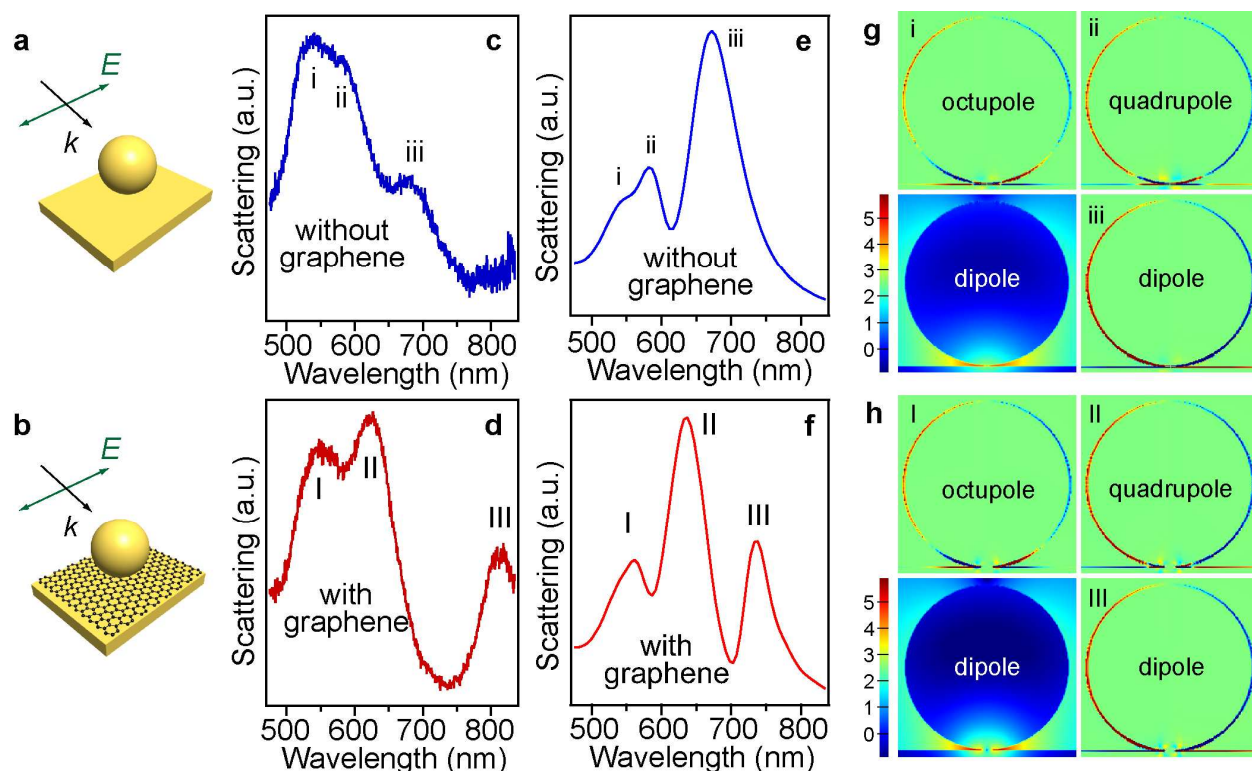 a
E
k
b
E
k
c
i
ii
iii
without
graphene
Scattering (a.u.)
500 600 700 800
Wavelength (nm)
d
I
II
III
with
graphene
Scattering (a.u.)
500 600 700 800
Wavelength (nm)
e
i
ii
iii
without
graphene
Scattering (a.u.)
500 600 700 800
Wavelength (nm)
f
I
II
III
with
graphene
Scattering (a.u.)
500 600 700 800
Wavelength (nm)
g
i
octupole
ii
quadrupole
5
4
3
2
1
0
dipole
iii
dipole
h
I
octupole
II
quadrupole
5
4
3
2
1
0
dipole
III
dipole